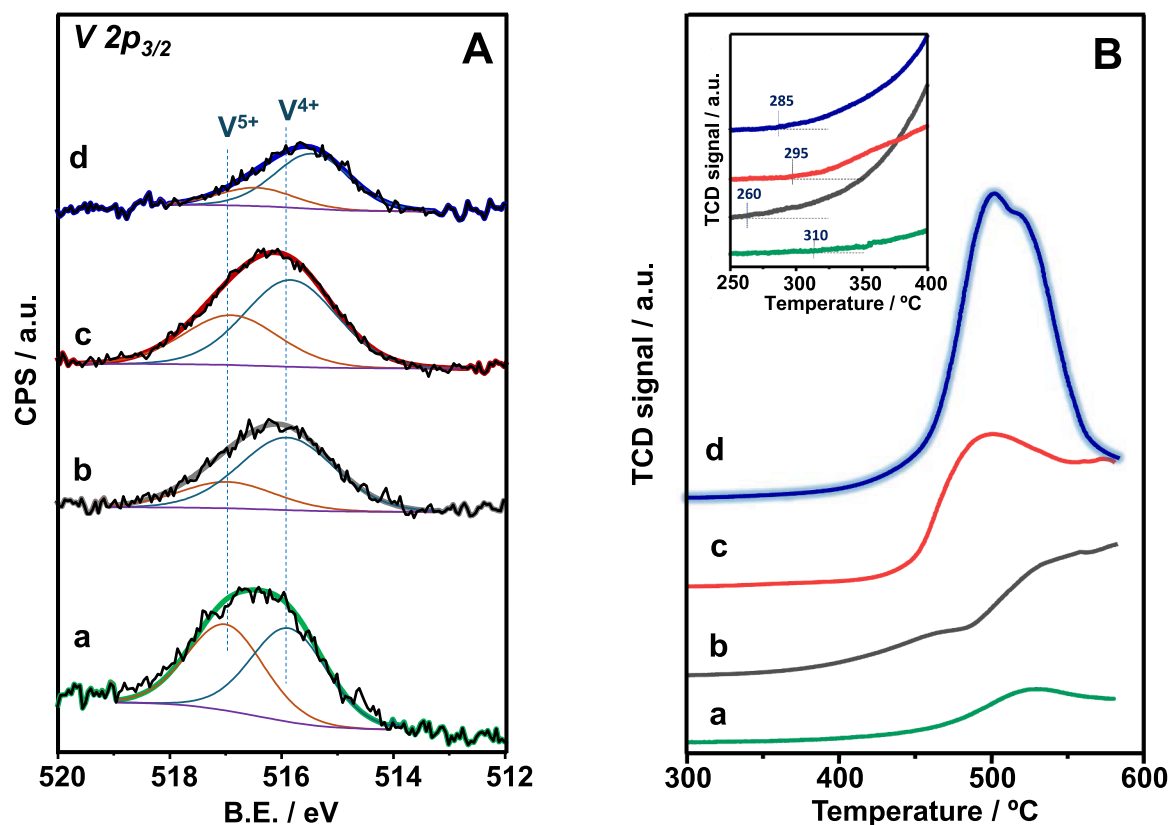 V 2p3/2
A
V5+
V4+
d
c
b
a
CPS / a.u.
520
518
516
514
512
B.E. / eV
B
TCD signal / a.u.
285
295
260
310
250
300
350
400
Temperature / ºC
TCD signal / a.u.
d
c
b
a
300
400
500
600
Temperature / ºC